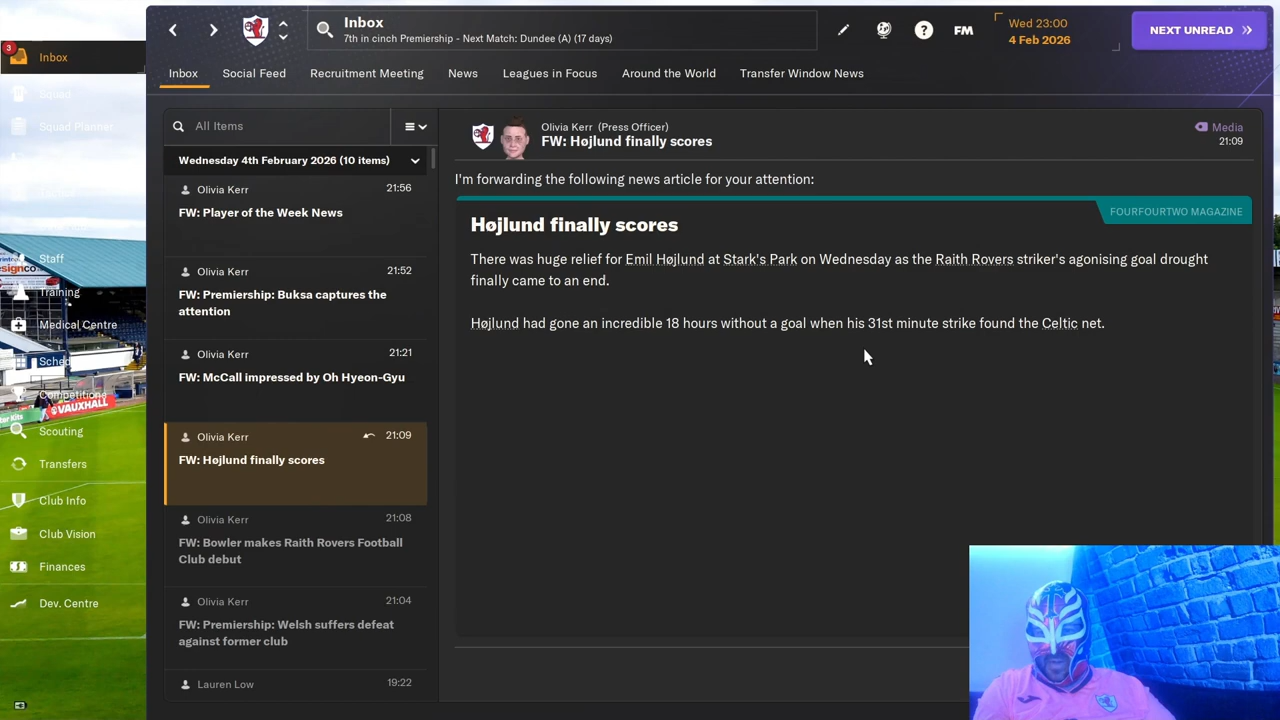 Inbox
7th in cinch Premiership - Next Match: Dundee (A) (17 days)
FM
Wed 23:00
4 Feb 2026
NEXT UNREAD
3
Inbox
Squad
Squad Planner
Staff
Training
Medical Centre
Sched
Competitions
Scouting
Transfers
Club Info
Club Vision
Finances
Dev. Centre
VAUXHALL
Inbox
Social Feed
Recruitment Meeting
News
Leagues in Focus
Around the World
Transfer Window News
All Items
Wednesday 4th February 2026 (10 items)
Olivia Kerr 21:56
FW: Player of the Week News
Olivia Kerr 21:52
FW: Premiership: Buksa captures the
attention
Olivia Kerr 21:21
FW: McCall impressed by Oh Hyeon-Gyu
Olivia Kerr 21:09
FW: Højlund finally scores
Olivia Kerr 21:08
FW: Bowler makes Raith Rovers Football
Club debut
Olivia Kerr 21:04
FW: Premiership: Welsh suffers defeat
against former club
Lauren Low 19:22
Olivia Kerr (Press Officer)
FW: Højlund finally scores
Media
21:09
I'm forwarding the following news article for your attention:
FOURFOURTWO MAGAZINE
Højlund finally scores
There was huge relief for Emil Højlund at Stark's Park on Wednesday as the Raith Rovers striker's agonising goal drought
finally came to an end.
Højlund had gone an incredible 18 hours without a goal when his 31st minute strike found the Celtic net.